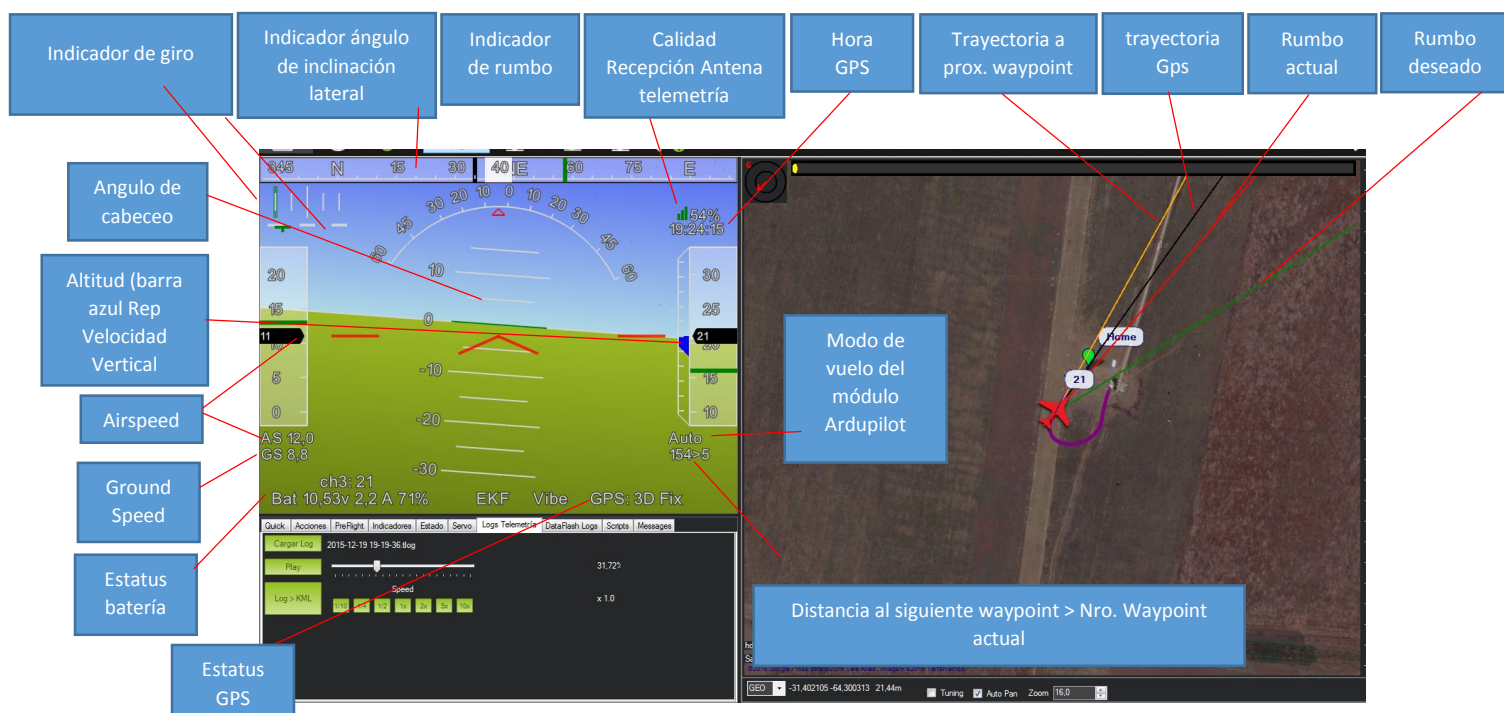 Indicador de giro
Indicador ángulo
de inclinación
lateral
Indicador
de rumbo
Calidad
Recepción Antena
telemetría
Hora
GPS
Trayectoria a
prox. waypoint
trayectoria
Gps
Rumbo
actual
Rumbo
deseado
Angulo de
cabeceo
Altitud (barra
azul Rep
Velocidad
Vertical
Airspeed
Ground
Speed
Estatus
batería
Estatus
GPS
Modo de
vuelo del
módulo
Ardupilot
Distancia al siguiente waypoint > Nro. Waypoint
actual
345 N 15 30 40 E 60 75 E
60 45 30 20 10 0 10 20 30 45 60
54%
19:24:15
20
15
11
10
5
0
10
0
-10
-20
-30
30
25
21
20
15
10
AS 12,0
GS 8,8
Auto
154>5
ch3: 21
Bat 10,53v 2,2 A 71% EKF Vibe GPS: 3D Fix
Quick Acciones PreFlight Indicadores Estado Servo Logs Telemetría DataFlash Logs Scripts Messages
Cargar Log 2015-12-19 19-19-36.tlog
Play 31,72%
Speed
Log > KML 1/10 1/4 1/2 1x 2x 5x 10x x 1.0
Home
21
GEO -31,402105 -64,300313 21,44m Tuning Auto Pan Zoom 16,0